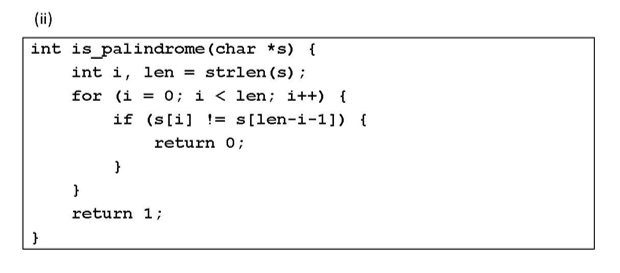 (ii)
int is_palindrome(char *s) {
    int i, len = strlen(s);
    for (i = 0; i < len; i++) {
        if (s[i] != s[len-i-1]) {
            return 0;
        }
    }
    return 1;
}